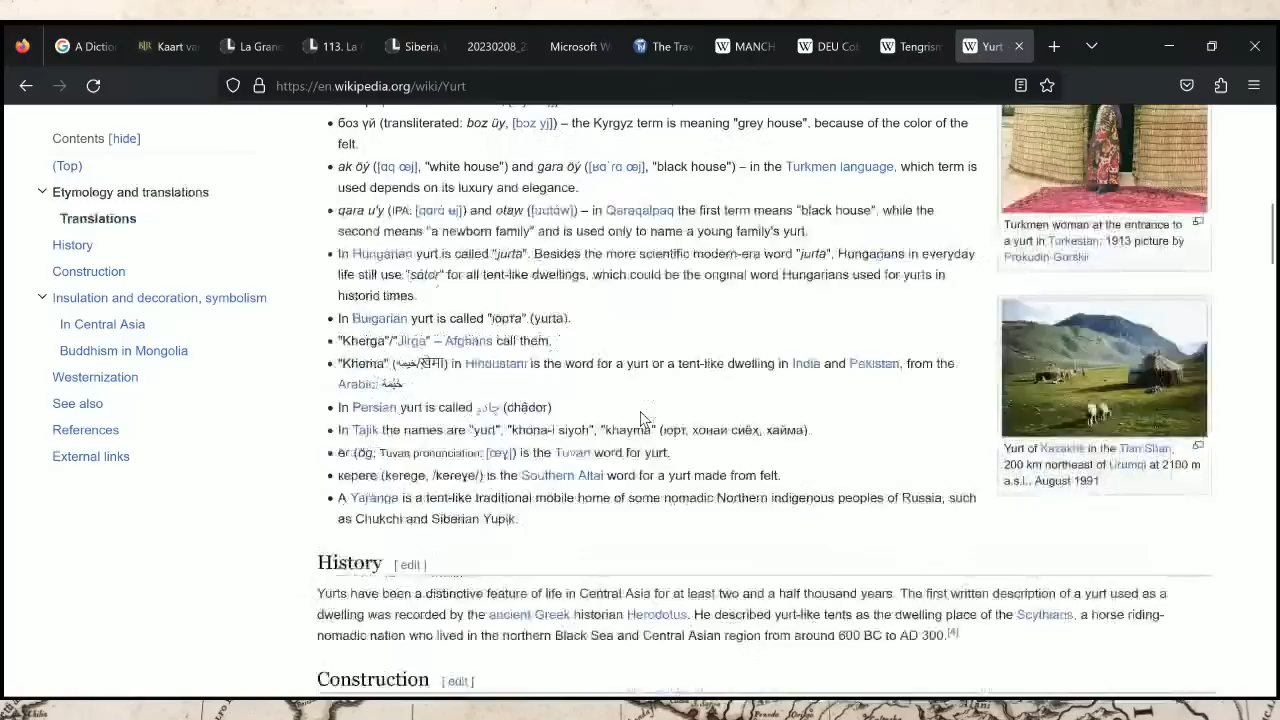 A Dictio
Kaart va
La Gran
113. La
Siberia,
20230208_2
Microsoft W
The Trav
MANCH
DEU Co
Tengrism
Yurt
https://en.wikipedia.org/wiki/Yurt
Contents [hide]
(Top)
Etymology and translations
Translations
History
Construction
Insulation and decoration, symbolism
In Central Asia
Buddhism in Mongolia
Westernization
See also
References
External links
боз үй (transliterated: boz üy, [boz yj]) – the Kyrgyz term is meaning "grey house", because of the color of the
felt.
ak öý ([ɑq œj], "white house") and gara öý ([ʁɑˈrɑ œj], "black house") – in the Turkmen language, which term is
used depends on its luxury and elegance.
qara u'y (IPA: ) and otaw – in Qaraqalpaq the first term means "black house", while the
second means "a newborn family" and is used only to name a young family's yurt.
In Hungarian yurt is called "jurta". Besides the more scientific modern-era word "jurta", Hungarians in everyday
life still use "sátor" for all tent-like dwellings, which could be the original word Hungarians used for yurts in
historic times.
In Bulgarian yurt is called "юрта" (yurta).
"Kherga"/"Jirga" – Afghans call them.
"Khema" in Hindustani is the word for a yurt or a tent-like dwelling in India and Pakistan, from the
Arabic:
In Persian yurt is called چادر (châdor)
In Tajik the names are "yurt", "khona-i siyoh", "khayma" (юрт, хонаи сиёҳ, хайма).
өг (ög; Tuvan pronunciation: ) is the Tuvan word for yurt.
кереге (kerege, /kereɣe/) is the Southern Altai word for a yurt made from felt.
A Yaranga is a tent-like traditional mobile home of some nomadic Northern indigenous peoples of Russia, such
as Chukchi and Siberian Yupik.
Turkmen woman at the entrance to
a yurt in Turkestan; 1913 picture by
Prokudin-Gorskii
Yurt of Kazakhs in the Tian Shan,
200 km northeast of Urumqi at 2100 m
a.s.l., August 1991
History [ edit ]
Yurts have been a distinctive feature of life in Central Asia for at least two and a half thousand years. The first written description of a yurt used as a
dwelling was recorded by the ancient Greek historian Herodotus. He described yurt-like tents as the dwelling place of the Scythians, a horse riding-
nomadic nation who lived in the northern Black Sea and Central Asian region from around 600 BC to AD 300.[4]
Construction [ edit ]